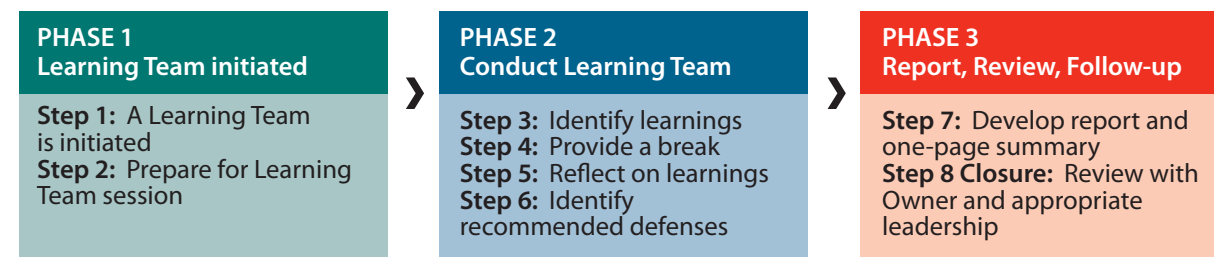 PHASE 1
Learning Team initiated
Step 1: A Learning Team
is initiated
Step 2: Prepare for Learning
Team session
❯
PHASE 2
Conduct Learning Team
Step 3: Identify learnings
Step 4: Provide a break
Step 5: Reflect on learnings
Step 6: Identify
recommended defenses
❯
PHASE 3
Report, Review, Follow-up
Step 7: Develop report and
one-page summary
Step 8 Closure: Review with
Owner and appropriate
leadership